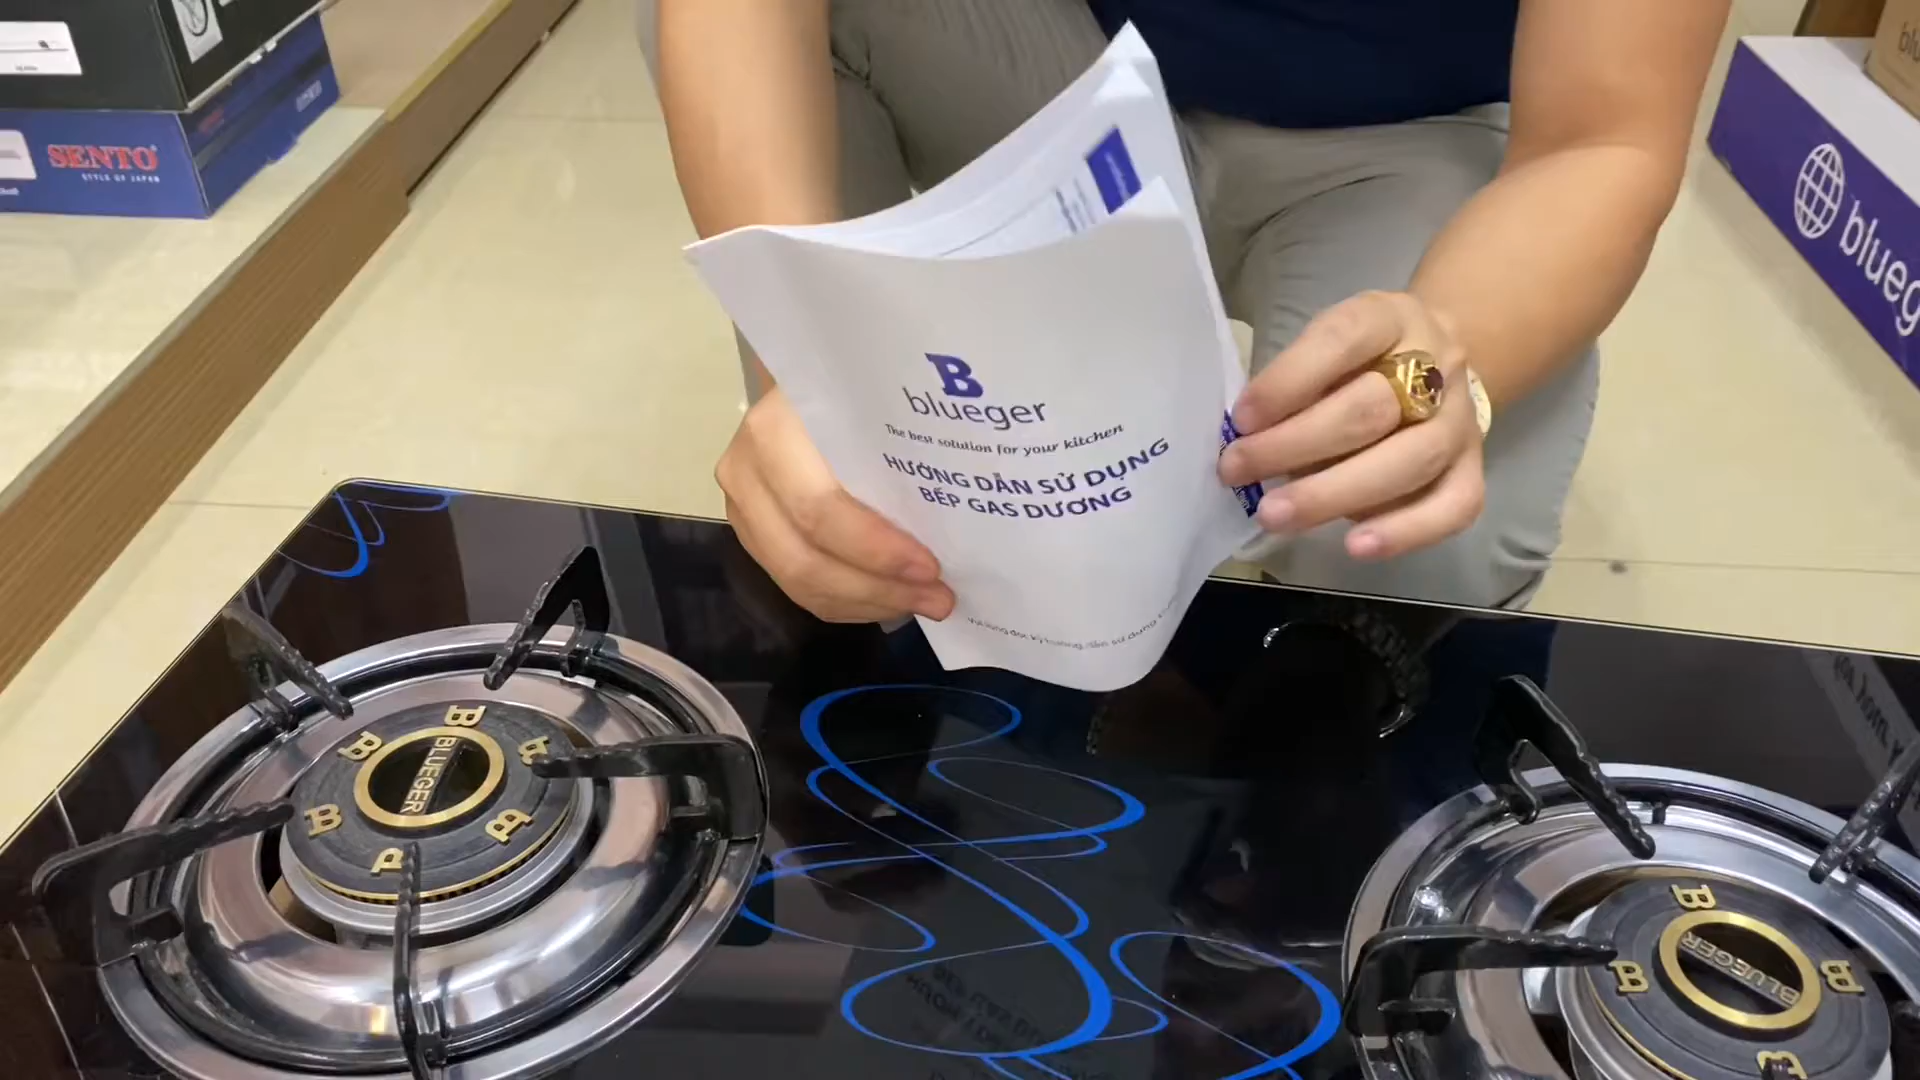 SENTO
STYLE OF JAPAN
blueg
B
blueger
The best solution for your kitchen
HƯỚNG DẪN SỬ DỤNG
BẾP GAS DƯƠNG
B
B
B
B
B
B
BLUEGER
B
B
B
B
BLUEGER